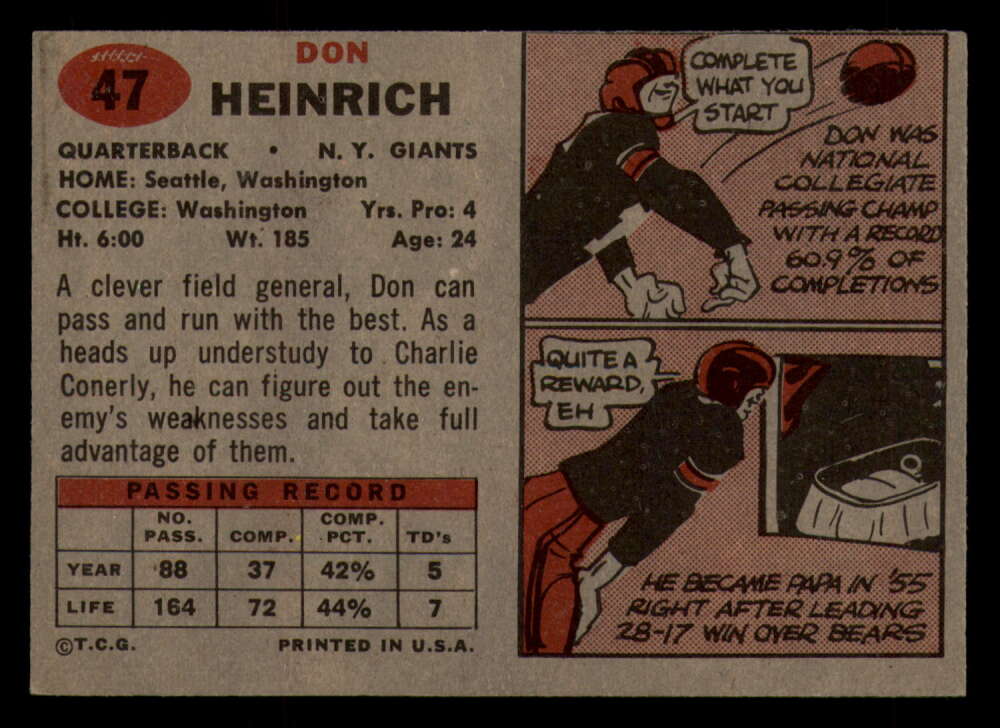 47
DON
HEINRICH
QUARTERBACK • N. Y. GIANTS
HOME: Seattle, Washington
COLLEGE: Washington Yrs. Pro: 4
Ht. 6:00 Wt. 185 Age: 24
A clever field general, Don can
pass and run with the best. As a
heads up understudy to Charlie
Conerly, he can figure out the en-
emy's weaknesses and take full
advantage of them.
PASSING RECORD
NO. PASS. COMP. COMP. PCT. TD's
YEAR 88 37 42% 5
LIFE 164 72 44% 7
©T.C.G. PRINTED IN U.S.A.
COMPLETE
WHAT YOU
START
DON WAS
NATIONAL
COLLEGIATE
PASSING CHAMP
WITH A RECORD
60.9% OF
COMPLETIONS
QUITE A
REWARD,
EH
HE BECAME PAPA IN '55
RIGHT AFTER LEADING
28-17 WIN OVER BEARS